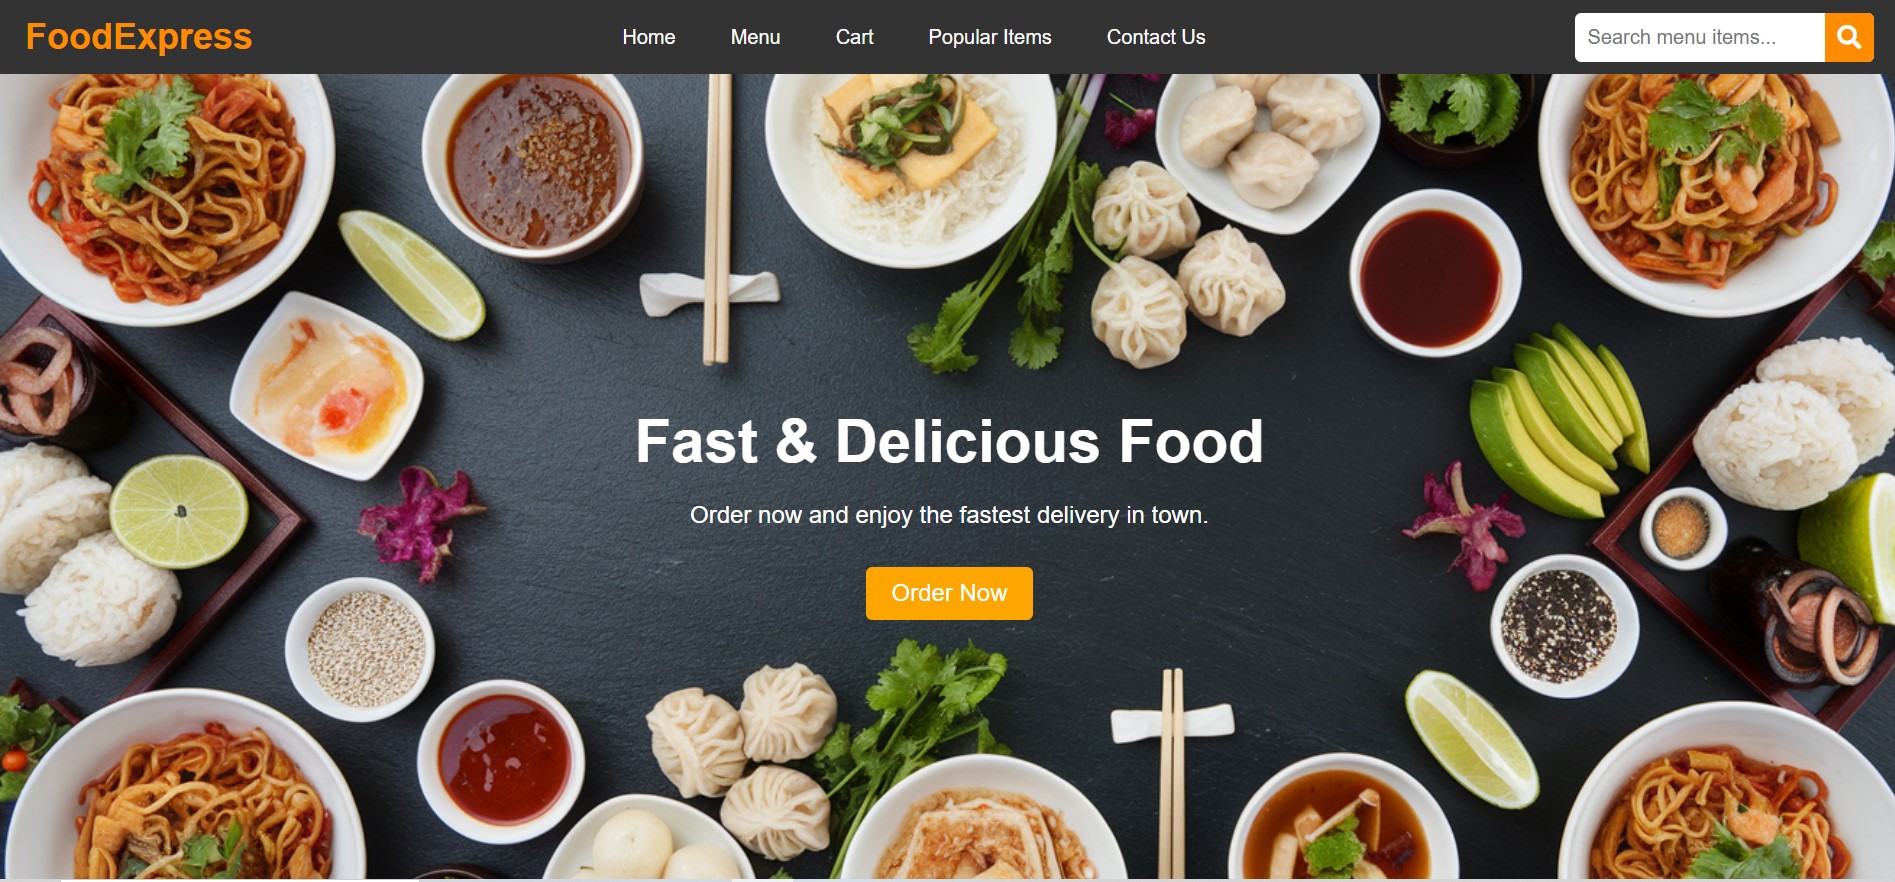 FoodExpress
Home
Menu
Cart
Popular Items
Contact Us
Search menu items...
Fast & Delicious Food
Order now and enjoy the fastest delivery in town.
Order Now